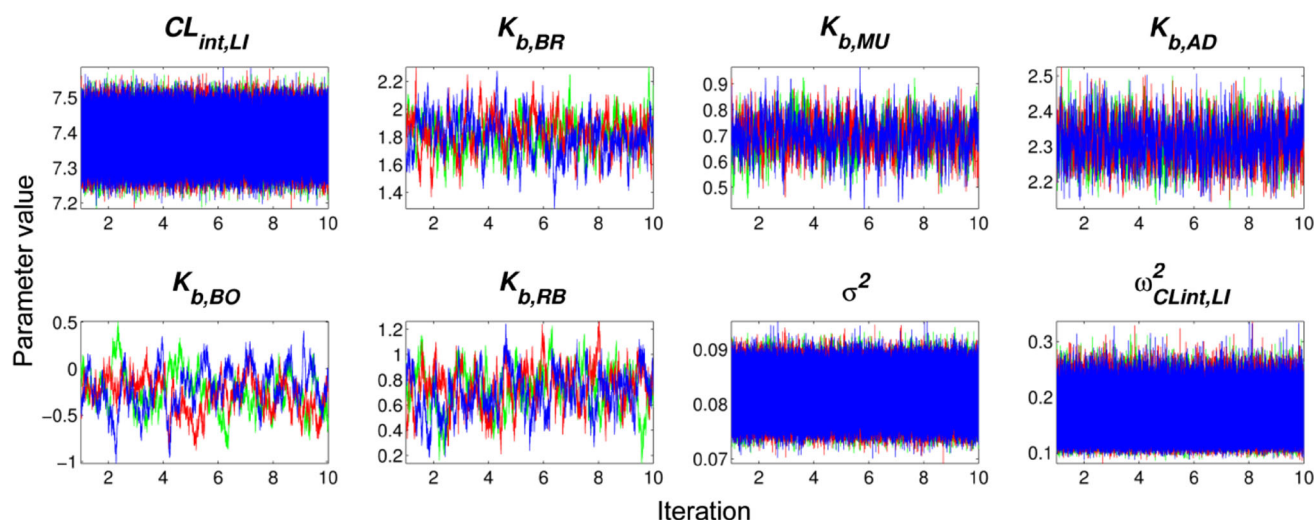 CLint,LI Kb,BR Kb,MU Kb,AD
7.5 7.4 7.3 7.2
2 4 6 8 10
2.2 2 1.8 1.6 1.4
2 4 6 8 10
0.9 0.8 0.7 0.6 0.5
2 4 6 8 10
2.5 2.4 2.3 2.2
2 4 6 8 10
Parameter value
Kb,BO Kb,RB σ2 ω2CLint,LI
0.5 0 −0.5 −1
2 4 6 8 10
1.2 1 0.8 0.6 0.4 0.2
2 4 6 8 10
0.09 0.08 0.07
2 4 6 8 10
0.3 0.2 0.1
2 4 6 8 10
Iteration